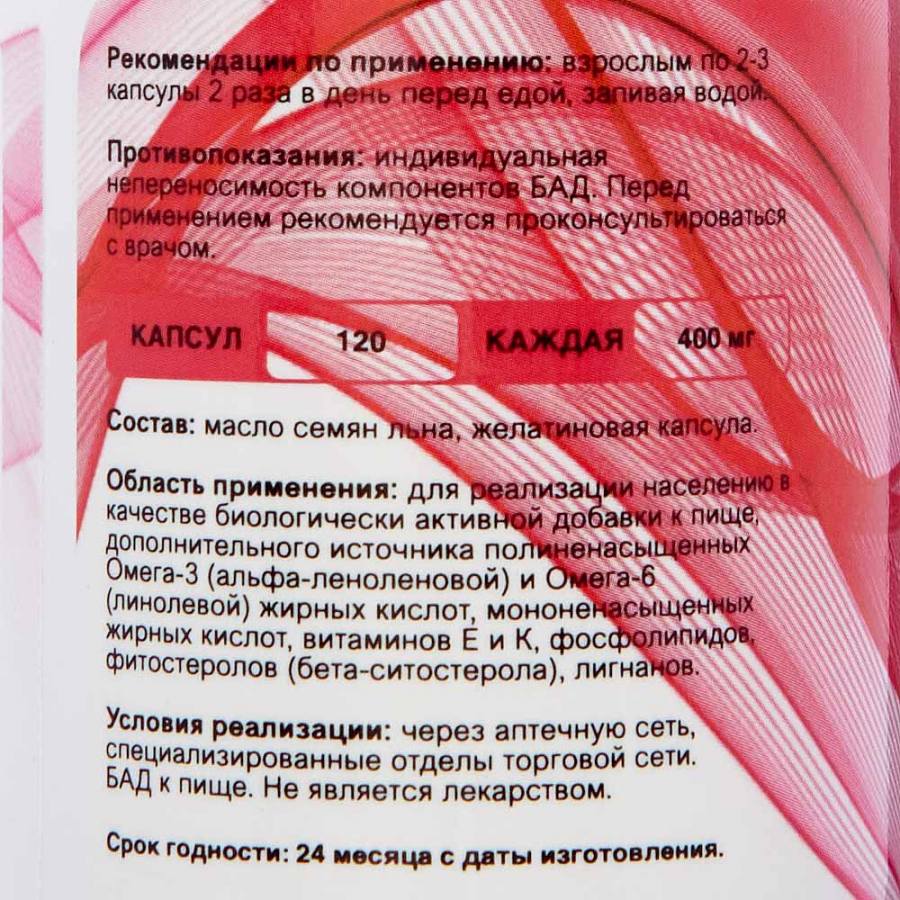 Рекомендации по применению: взрослым по 2-3
капсулы 2 раза в день перед едой, запивая водой.
Противопоказания: индивидуальная
непереносимость компонентов БАД. Перед
применением рекомендуется проконсультироваться
с врачом.
КАПСУЛ 120 КАЖДАЯ 400 мг
Состав: масло семян льна, желатиновая капсула.
Область применения: для реализации населению в
качестве биологически активной добавки к пище,
дополнительного источника полиненасыщенных
Омега-3 (альфа-леноленовой) и Омега-6
(линолевой) жирных кислот, мононенасыщенных
жирных кислот, витаминов Е и К, фосфолипидов,
фитостеролов (бета-ситостерола), лигнанов.
Условия реализации: через аптечную сеть,
специализированные отделы торговой сети.
БАД к пище. Не является лекарством.
Срок годности: 24 месяца с даты изготовления.